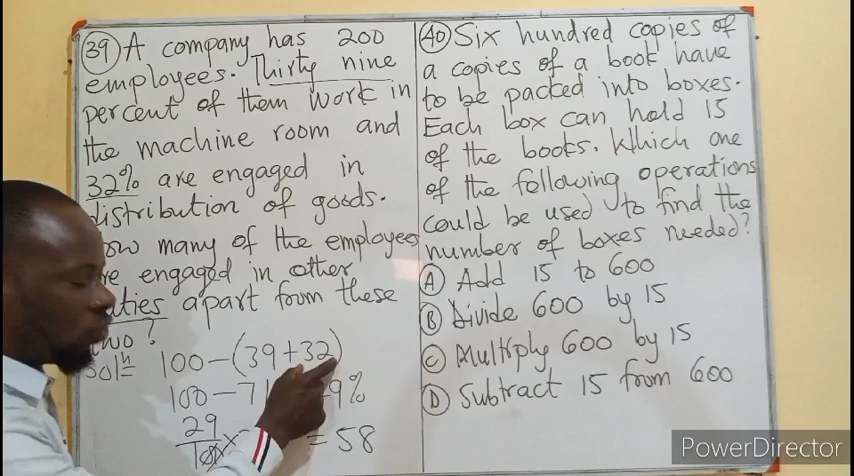 39 A company has 200
employees. Thirty nine
percent of them work in
the machine room and
32% are engaged in
distribution of goods.
how many of the employees
engaged in other
apart from these
two?
Soln 100-(39+32)
100-71 9%
29
100 × = 58
40 Six hundred copies of
a copies of a book have
to be packed into boxes.
Each box can hold 15
of the books. Which one
of the following operations
could be used to find the
number of boxes needed?
A Add 15 to 600
B Divide 600 by 15
C Multiply 600 by 15
D Subtract 15 from 600
PowerDirector